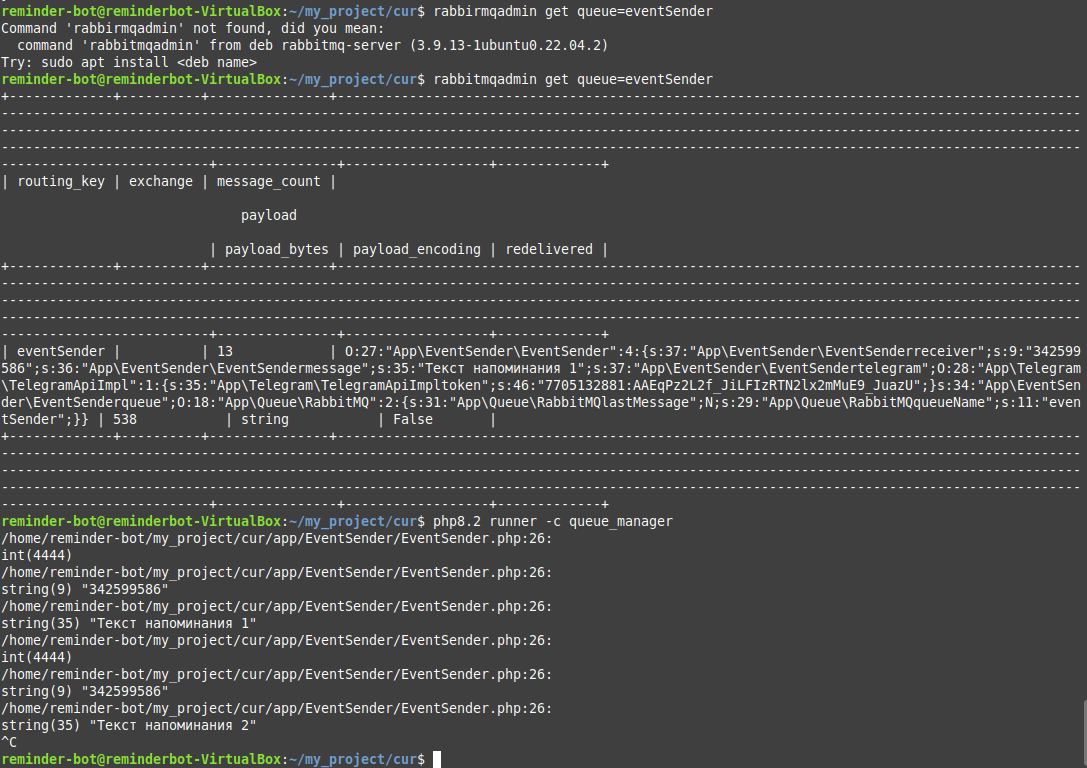 reminder-bot@reminderbot-VirtualBox:~/my_project/cur$ rabbirmqadmin get queue=eventSender
Command 'rabbirmqadmin' not found, did you mean:
  command 'rabbitmqadmin' from deb rabbitmq-server (3.9.13-1ubuntu0.22.04.2)
Try: sudo apt install <deb name>
reminder-bot@reminderbot-VirtualBox:~/my_project/cur$ rabbitmqadmin get queue=eventSender
| routing_key | exchange | message_count |
payload
| payload_bytes | payload_encoding | redelivered |
| eventSender |          | 13            | O:27:"App\EventSender\EventSender":4:{s:37:"App\EventSender\EventSenderreceiver";s:9:"342599
586";s:36:"App\EventSender\EventSendermessage";s:35:"Текст напоминания 1";s:37:"App\EventSender\EventSendertelegram";O:28:"App\Telegram
\TelegramApiImpl":1:{s:35:"App\Telegram\TelegramApiImpltoken";s:46:"7705132881:AAEqPz2L2f_JiLFIzRTN2lx2mMuE9_JuazU";}s:34:"App\EventSen
der\EventSenderqueue";O:18:"App\Queue\RabbitMQ":2:{s:31:"App\Queue\RabbitMQlastMessage";N;s:29:"App\Queue\RabbitMQqueueName";s:11:"even
tSender";}} | 538           | string           | False       |
reminder-bot@reminderbot-VirtualBox:~/my_project/cur$ php8.2 runner -c queue_manager
/home/reminder-bot/my_project/cur/app/EventSender/EventSender.php:26:
int(4444)
/home/reminder-bot/my_project/cur/app/EventSender/EventSender.php:26:
string(9) "342599586"
/home/reminder-bot/my_project/cur/app/EventSender/EventSender.php:26:
string(35) "Текст напоминания 1"
/home/reminder-bot/my_project/cur/app/EventSender/EventSender.php:26:
int(4444)
/home/reminder-bot/my_project/cur/app/EventSender/EventSender.php:26:
string(9) "342599586"
/home/reminder-bot/my_project/cur/app/EventSender/EventSender.php:26:
string(35) "Текст напоминания 2"
^C
reminder-bot@reminderbot-VirtualBox:~/my_project/cur$